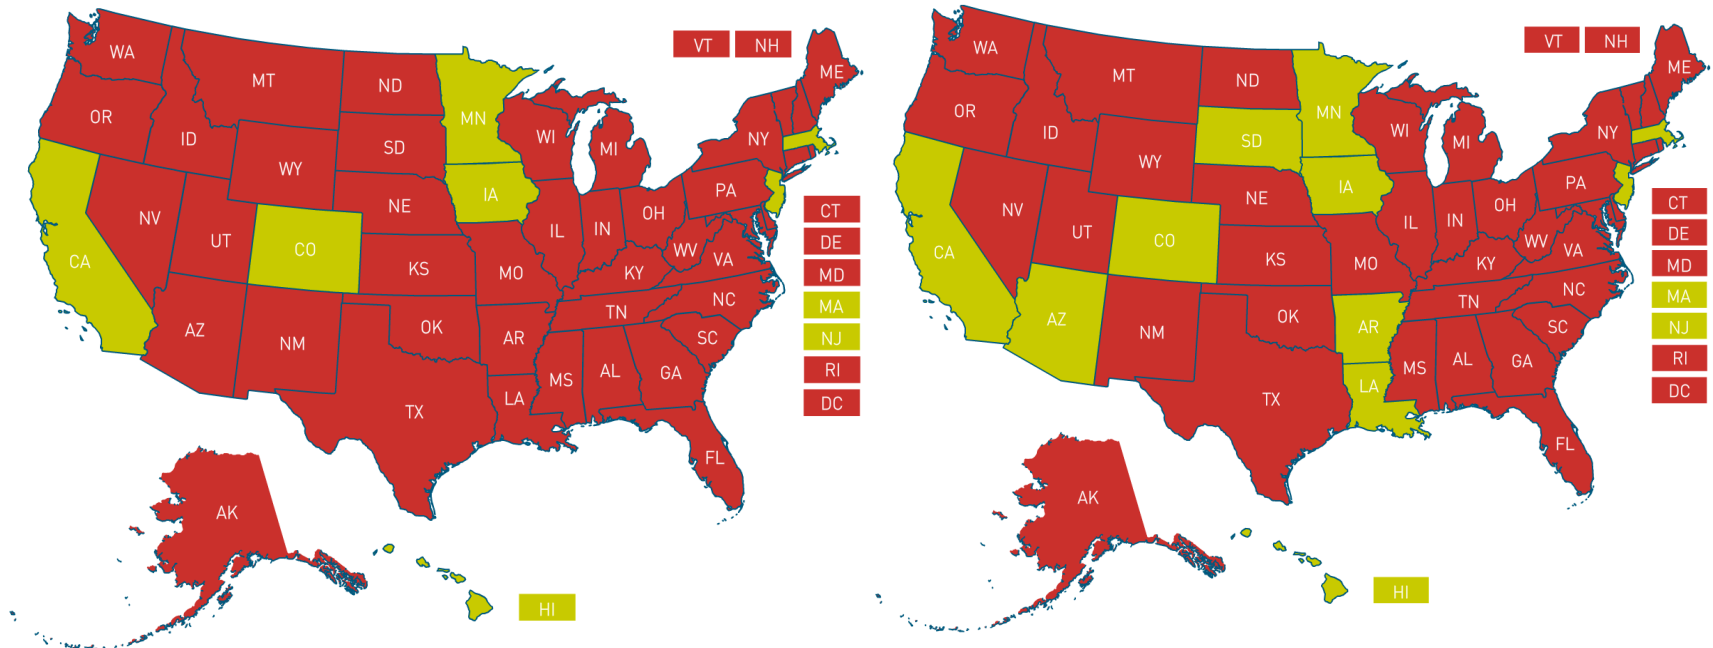 VT NH
WA
MT
ND
ME
OR
MN
ID
WI
NY
SD
MI
WY
PA
IA
NE
NV
OH
CT
UT
IL
IN
CO
WV
DE
CA
VA
KS
MO
KY
MD
NC
MA
TN
AZ
OK
NJ
NM
AR
SC
RI
MS
AL
GA
LA
DC
TX
FL
AK
HI
VT NH
WA
MT
ND
ME
OR
MN
ID
WI
NY
SD
MI
WY
PA
IA
NE
NV
OH
CT
UT
IL
IN
CO
WV
DE
CA
VA
KS
MO
KY
MD
NC
MA
TN
AZ
OK
NJ
NM
AR
SC
RI
MS
AL
GA
LA
DC
TX
FL
AK
HI